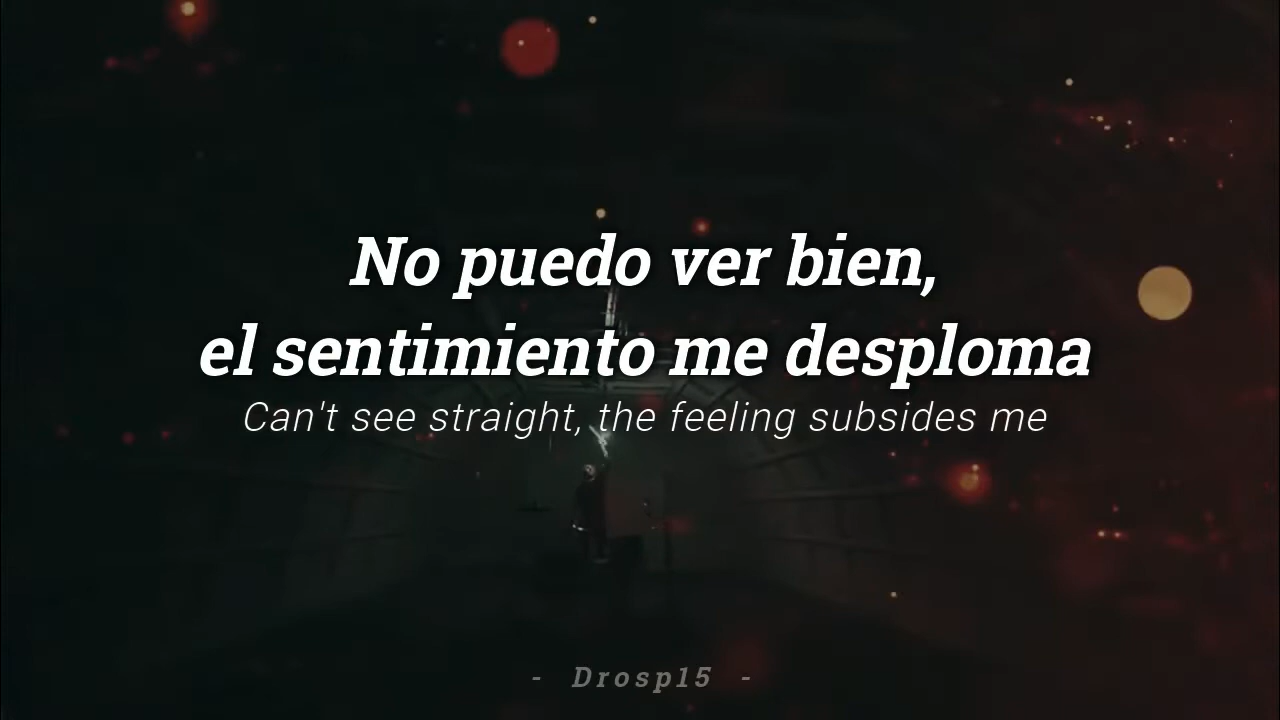 No puedo ver bien,
el sentimiento me desploma
Can't see straight, the feeling subsides me
- Drosp15 -